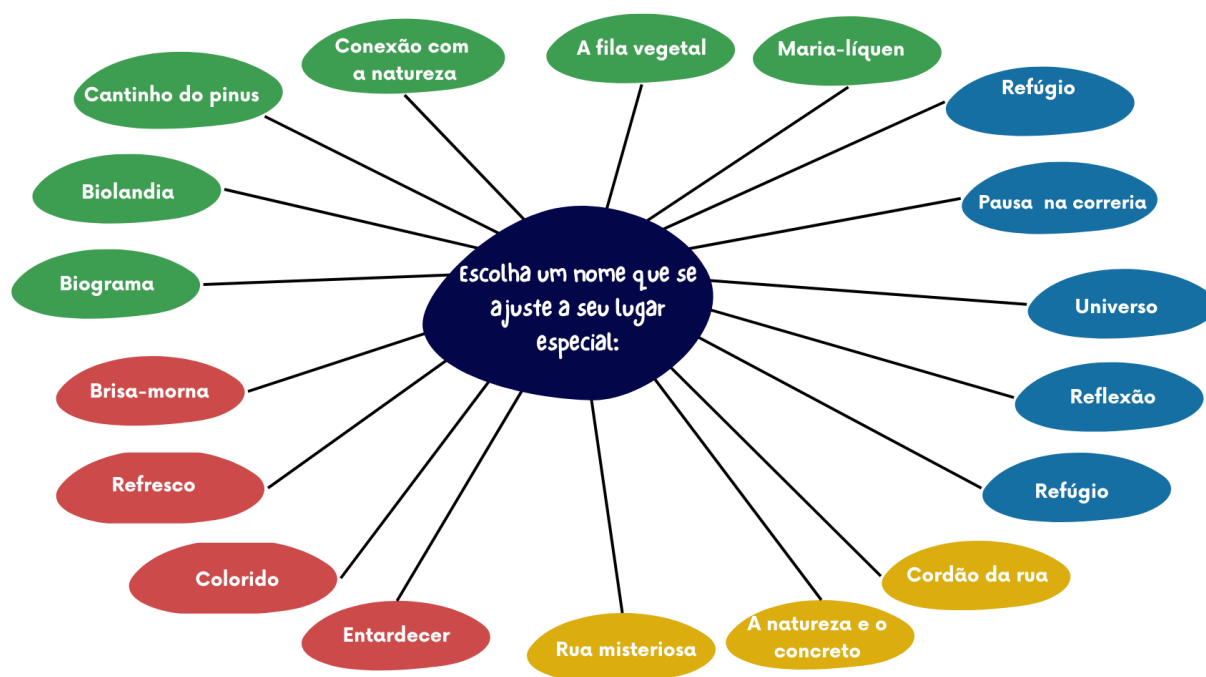 Conexão com
a natureza
A fila vegetal
Maria-líquen
Cantinho do pinus
Refúgio
Biolandia
Pausa na correria
Biograma
Escolha um nome que se
ajuste a seu lugar
especial:
Universo
Brisa-morna
Reflexão
Refresco
Refúgio
Colorido
Cordão da rua
Entardecer
Rua misteriosa
A natureza e o
concreto